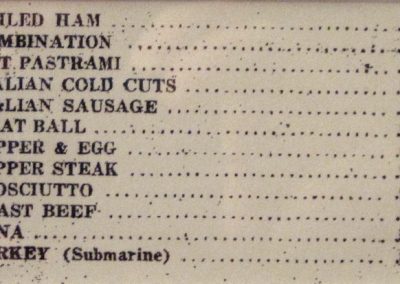 ILED HAM
MBINATION
T PASTRAMI
ALIAN COLD CUTS
ALIAN SAUSAGE
AT BALL
PPER & EGG
PPER STEAK
OSCIUTTO
AST BEEF
NA
RKEY (Submarine)